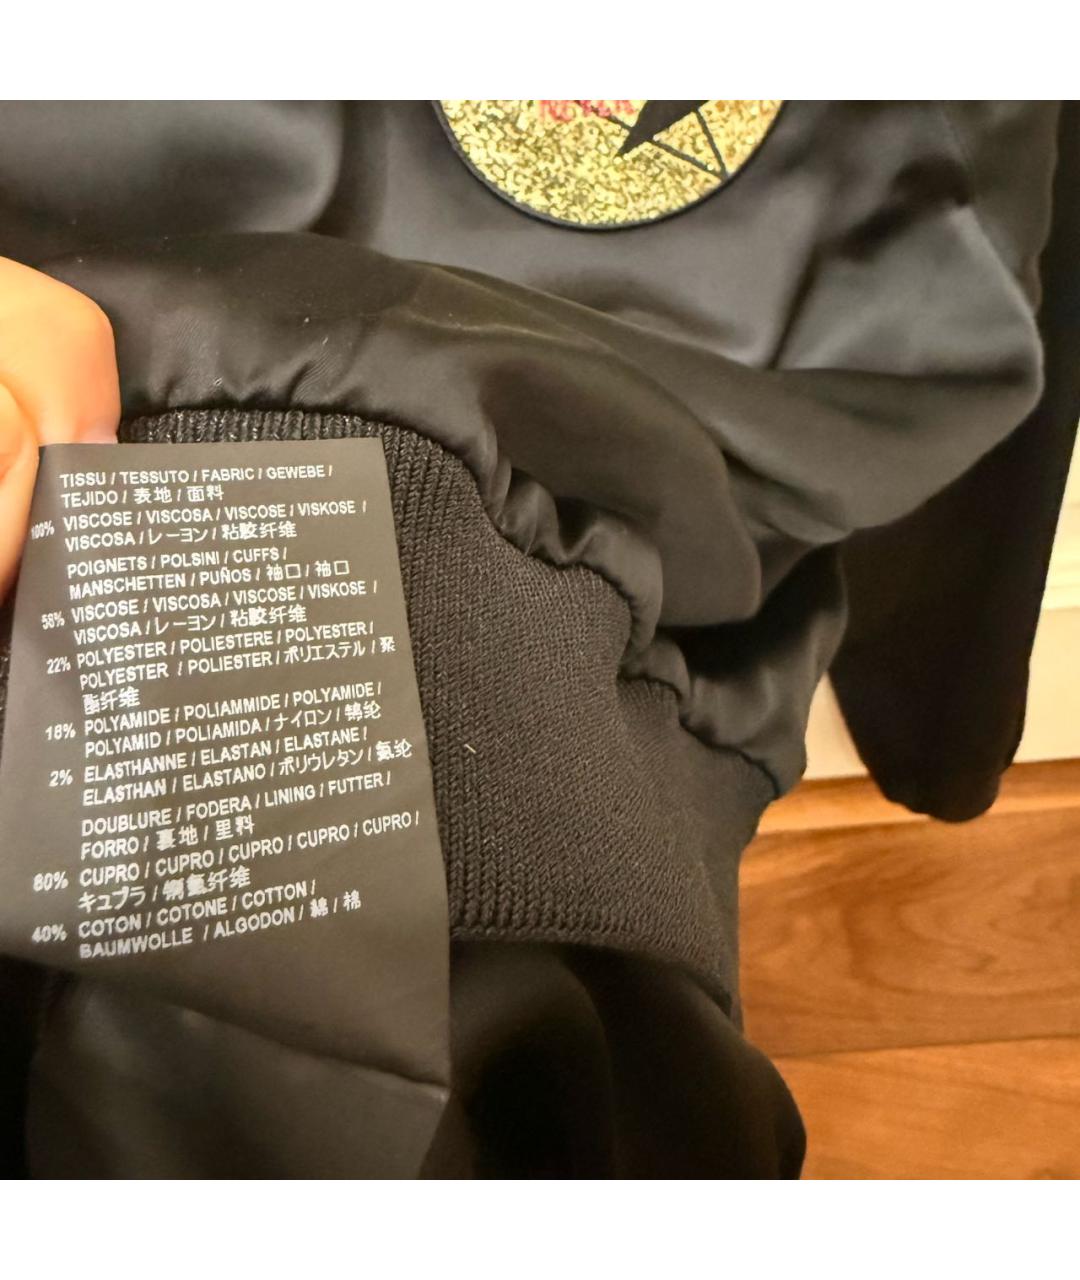 TISSU / TESSUTO / FABRIC / GEWEBE /
TEJIDO / 表地 / 面料
100% VISCOSE / VISCOSA / VISCOSE / VISKOSE /
VISCOSA / レーヨン / 粘胶纤维
POIGNETS / POLSINI / CUFFS /
MANSCHETTEN / PUÑOS / 袖口 / 袖口
58% VISCOSE / VISCOSA / VISCOSE / VISKOSE /
VISCOSA / レーヨン / 粘胶纤维
22% POLYESTER / POLIESTERE / POLYESTER /
POLYESTER / POLIESTER / ポリエステル / 聚
酯纤维
18% POLYAMIDE / POLIAMMIDE / POLYAMIDE /
POLYAMID / POLIAMIDA / ナイロン / 锦纶
2% ELASTHANNE / ELASTAN / ELASTANE /
ELASTHAN / ELASTANO / ポリウレタン / 氨纶
DOUBLURE / FODERA / LINING / FUTTER /
FORRO / 裏地 / 里料
60% CUPRO / CUPRO / CUPRO / CUPRO / CUPRO /
キュプラ / 铜氨纤维
40% COTON / COTONE / COTTON /
BAUMWOLLE / ALGODON / 綿 / 棉